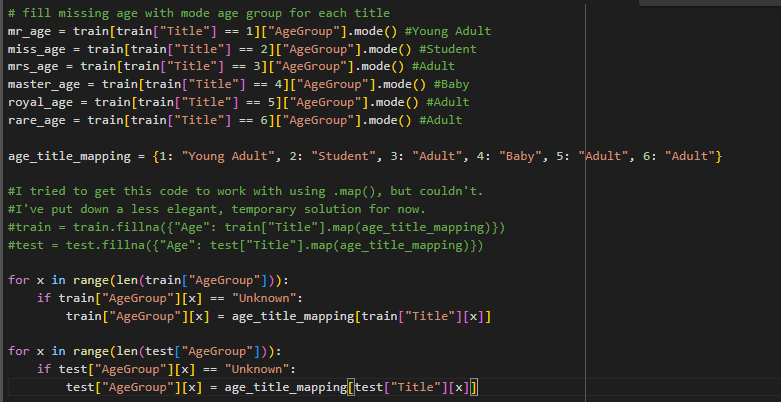 # fill missing age with mode age group for each title
mr_age = train[train["Title"] == 1]["AgeGroup"].mode() #Young Adult
miss_age = train[train["Title"] == 2]["AgeGroup"].mode() #Student
mrs_age = train[train["Title"] == 3]["AgeGroup"].mode() #Adult
master_age = train[train["Title"] == 4]["AgeGroup"].mode() #Baby
royal_age = train[train["Title"] == 5]["AgeGroup"].mode() #Adult
rare_age = train[train["Title"] == 6]["AgeGroup"].mode() #Adult
age_title_mapping = {1: "Young Adult", 2: "Student", 3: "Adult", 4: "Baby", 5: "Adult", 6: "Adult"}
#I tried to get this code to work with using .map(), but couldn't.
#I've put down a less elegant, temporary solution for now.
#train = train.fillna({"Age": train["Title"].map(age_title_mapping)})
#test = test.fillna({"Age": test["Title"].map(age_title_mapping)})
for x in range(len(train["AgeGroup"])):
    if train["AgeGroup"][x] == "Unknown":
        train["AgeGroup"][x] = age_title_mapping[train["Title"][x]]
for x in range(len(test["AgeGroup"])):
    if test["AgeGroup"][x] == "Unknown":
        test["AgeGroup"][x] = age_title_mapping[test["Title"][x]]